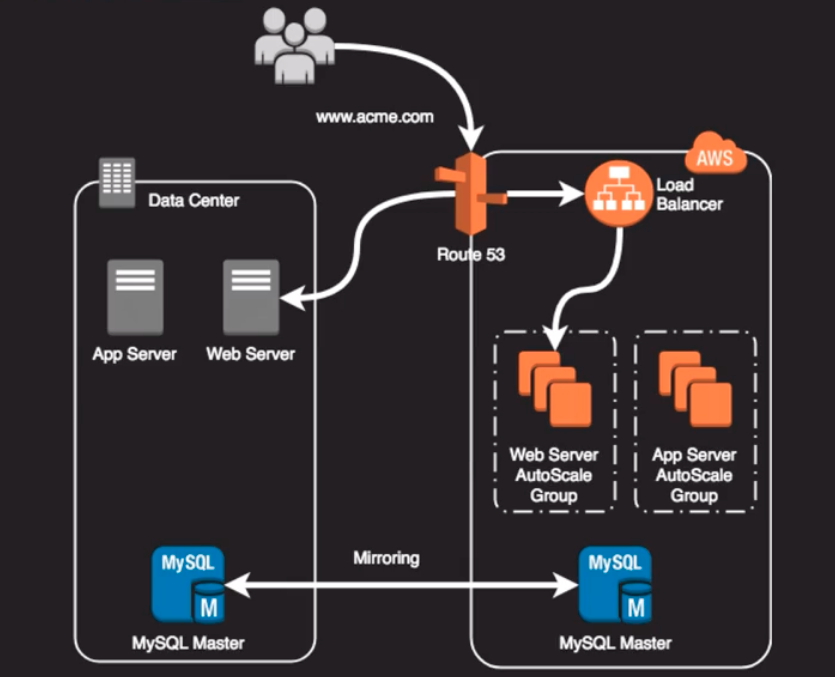 www.acme.com
AWS
Data Center
Load
Balancer
Route 53
App Server
Web Server
Web Server
AutoScale
Group
App Server
AutoScale
Group
MySQL
M
MySQL Master
Mirroring
MySQL
M
MySQL Master